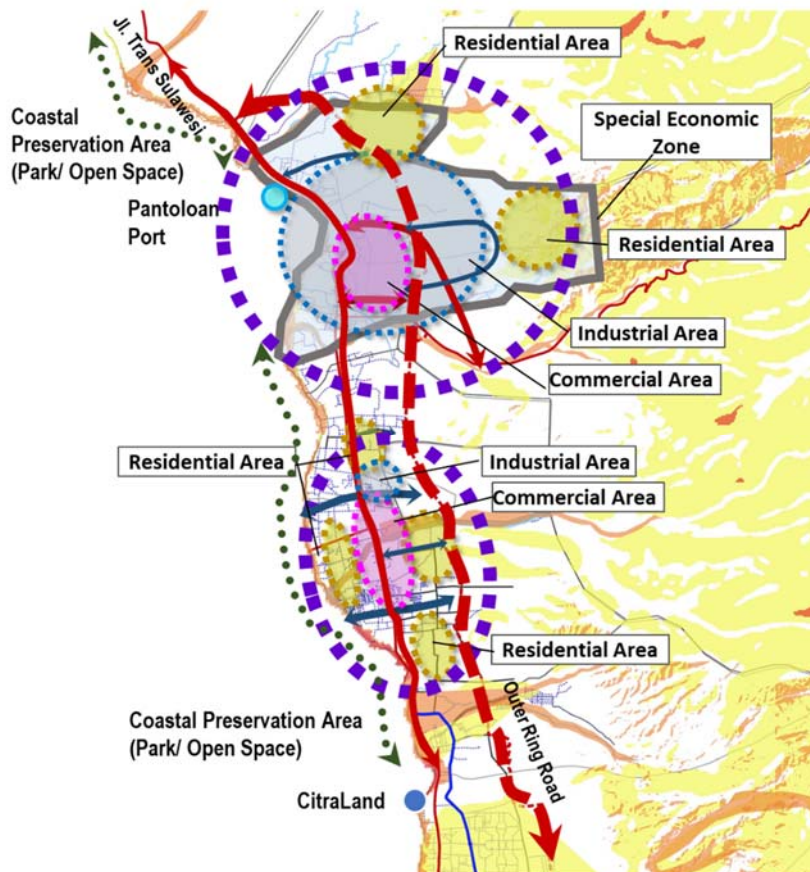 Residential Area
Jl. Trans Sulawesi
Coastal
Preservation Area
(Park/ Open Space)
Special Economic
Zone
Pantoloan
Port
Residential Area
Industrial Area
Commercial Area
Residential Area
Industrial Area
Commercial Area
Residential Area
Coastal Preservation Area
(Park/ Open Space)
Outer Ring Road
CitraLand